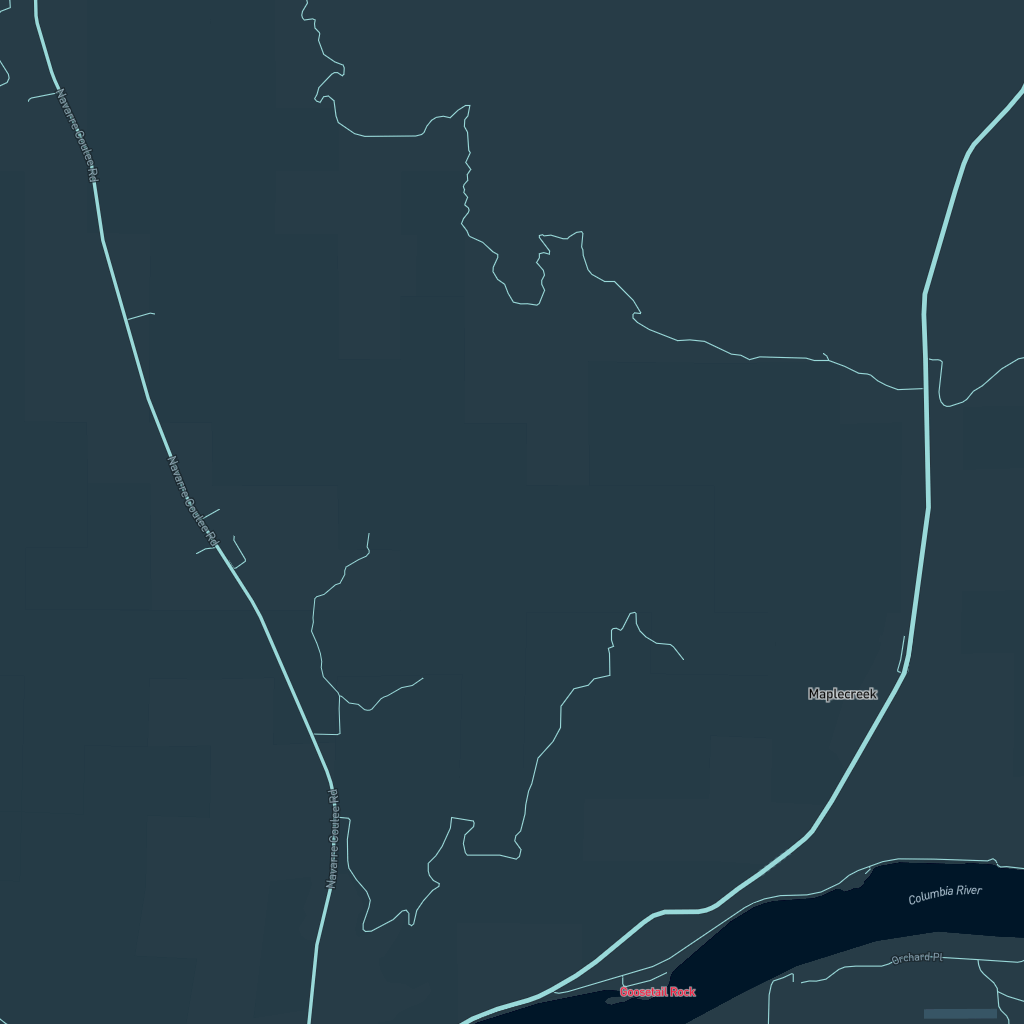 Navarre Coulee Rd
Navarre Coulee Rd
Maplecreek
Navarre Coulee Rd
Columbia River
Orchard Pl
Goosetail Rock